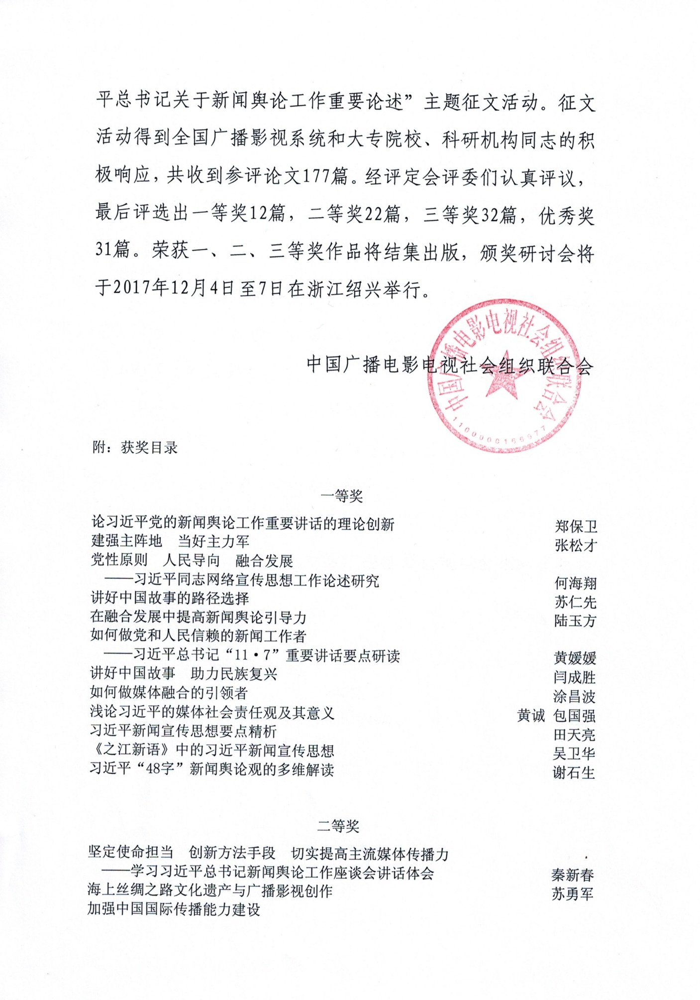 平总书记关于新闻舆论工作重要论述”主题征文活动。征文
活动得到全国广播影视系统和大专院校、科研机构同志的积
极响应，共收到参评论文177篇。经评定会评委们认真评议，
最后评选出一等奖12篇，二等奖22篇，三等奖32篇，优秀奖
31篇。荣获一、二、三等奖作品将结集出版，颁奖研讨会将
于2017年12月4日至7日在浙江绍兴举行。
中国广播电影电视社会组织联合会
中国广播电影电视社会组织联合会
1100000166977
附：获奖目录
一等奖
论习近平党的新闻舆论工作重要讲话的理论创新 郑保卫
建强主阵地　当好主力军 张松才
党性原则　人民导向　融合发展
——习近平同志网络宣传思想工作论述研究 何海翔
讲好中国故事的路径选择 苏仁先
在融合发展中提高新闻舆论引导力 陆玉方
如何做党和人民信赖的新闻工作者
——习近平总书记“11·7”重要讲话要点研读 黄媛媛
讲好中国故事　助力民族复兴 闫成胜
如何做媒体融合的引领者 涂昌波
浅论习近平的媒体社会责任观及其意义 黄诚 包国强
习近平新闻宣传思想要点精析 田天亮
《之江新语》中的习近平新闻宣传思想 吴卫华
习近平“48字”新闻舆论观的多维解读 谢石生
二等奖
坚定使命担当　创新方法手段　切实提高主流媒体传播力
——学习习近平总书记新闻舆论工作座谈会讲话体会 秦新春
海上丝绸之路文化遗产与广播影视创作 苏勇军
加强中国国际传播能力建设